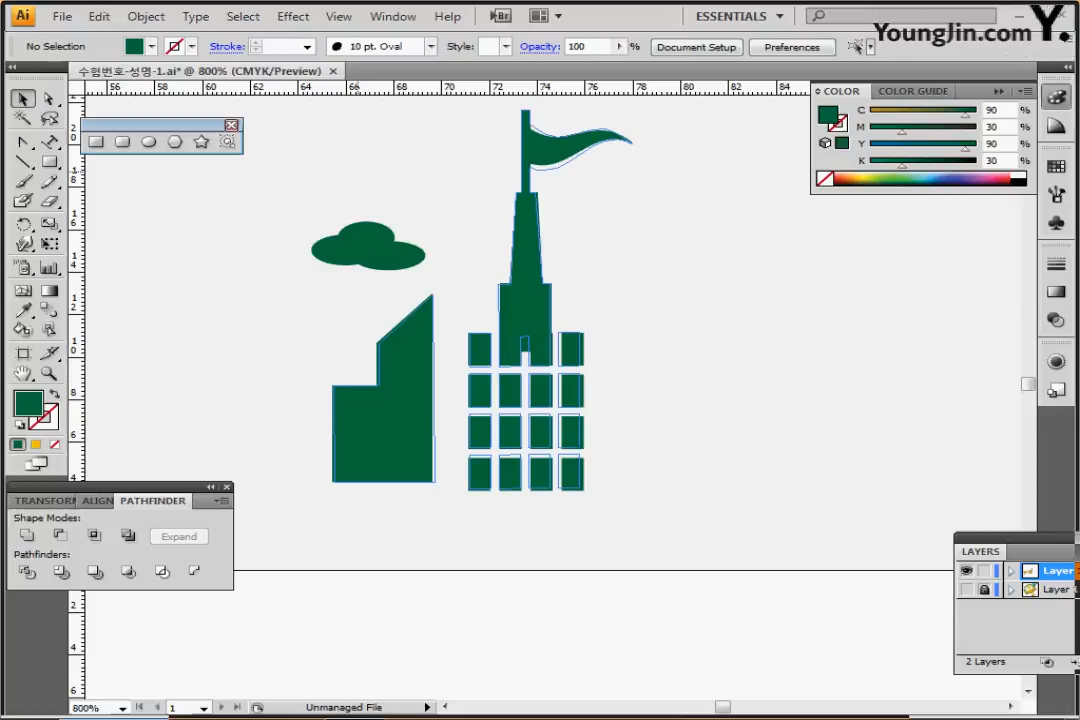 Ai File Edit Object Type Select Effect View Window Help Br ESSENTIALS
YoungJin.com Y.
No Selection Stroke: 10 pt. Oval Style: Opacity: 100 % Document Setup Preferences
수험번호-성명-1.ai* @ 800% (CMYK/Preview)
56 58 60 62 64 66 68 70 72 74 76 78 80 82 84
COLOR COLOR GUIDE
C 90 %
M 30 %
Y 90 %
K 30 %
TRANSFORM ALIGN PATHFINDER
Shape Modes:
Expand
Pathfinders:
LAYERS
Layer
Layer
2 Layers
800% 1 Unmanaged File